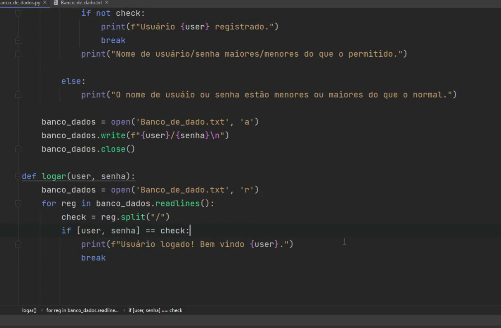 anco_de_dados.py × Banco_de_dado.txt ×
if not check:
print(f"Usuário {user} registrado.")
break
print("Nome de usuário/senha maiores/menores do que o permitido.")
else:
print("O nome de usuáio ou senha estão menores ou maiores do que o normal.")
banco_dados = open('Banco_de_dado.txt', 'a')
banco_dados.write(f"{user}/{senha}\n")
banco_dados.close()
def logar(user, senha):
banco_dados = open('Banco_de_dado.txt', 'r')
for reg in banco_dados.readlines():
check = reg.split("/")
if [user, senha] == check:
print(f"Usuário logado! Bem vindo {user}.")
break
logar() › for reg in banco_dados.readline... › if [user, senha] == check